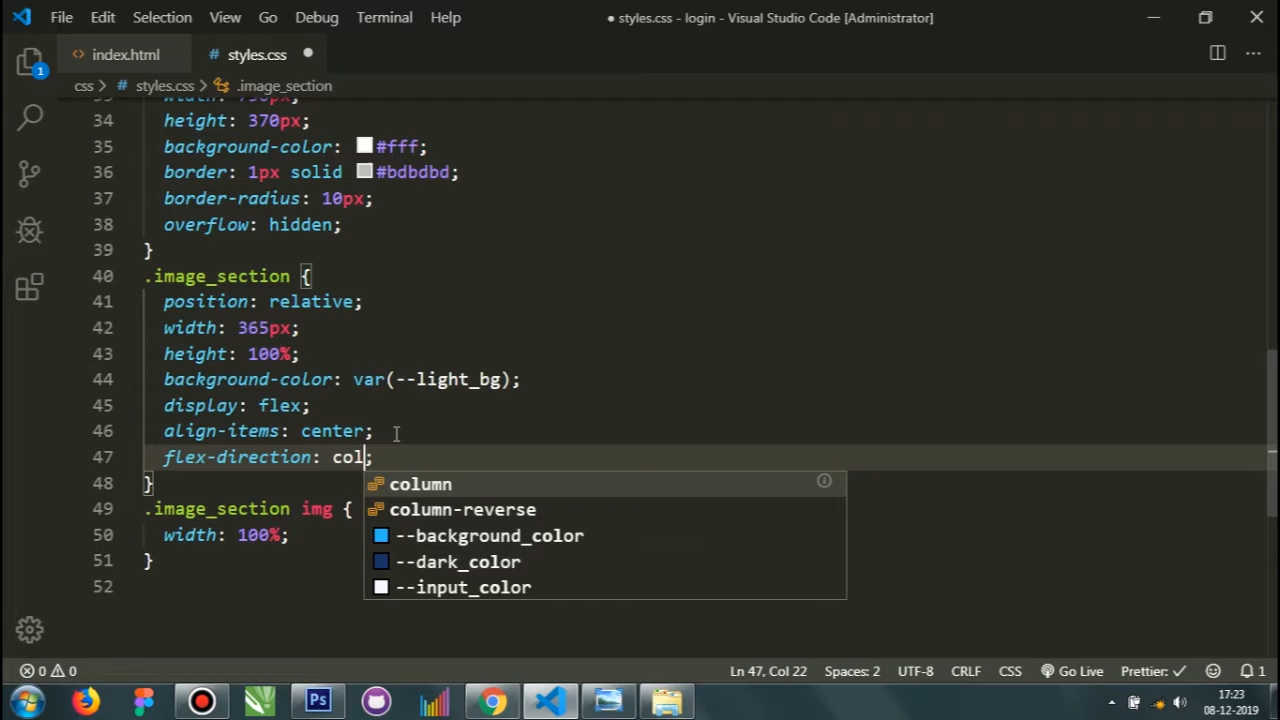 File Edit Selection View Go Debug Terminal Help ● styles.css - login - Visual Studio Code [Administrator]
index.html # styles.css
1
css > # styles.css > .image_section
34 height: 370px;
35 background-color: #fff;
36 border: 1px solid #bdbdbd;
37 border-radius: 10px;
38 overflow: hidden;
39 }
40 .image_section {
41 position: relative;
42 width: 365px;
43 height: 100%;
44 background-color: var(--light_bg);
45 display: flex;
46 align-items: center;
47 flex-direction: col;
48 }
column
49 .image_section img {
column-reverse
50 width: 100%;
--background_color
51 }
--dark_color
52
--input_color
0 0 Ln 47, Col 22 Spaces: 2 UTF-8 CRLF CSS Go Live Prettier: ✓ 1
Ps
17:23
08-12-2019